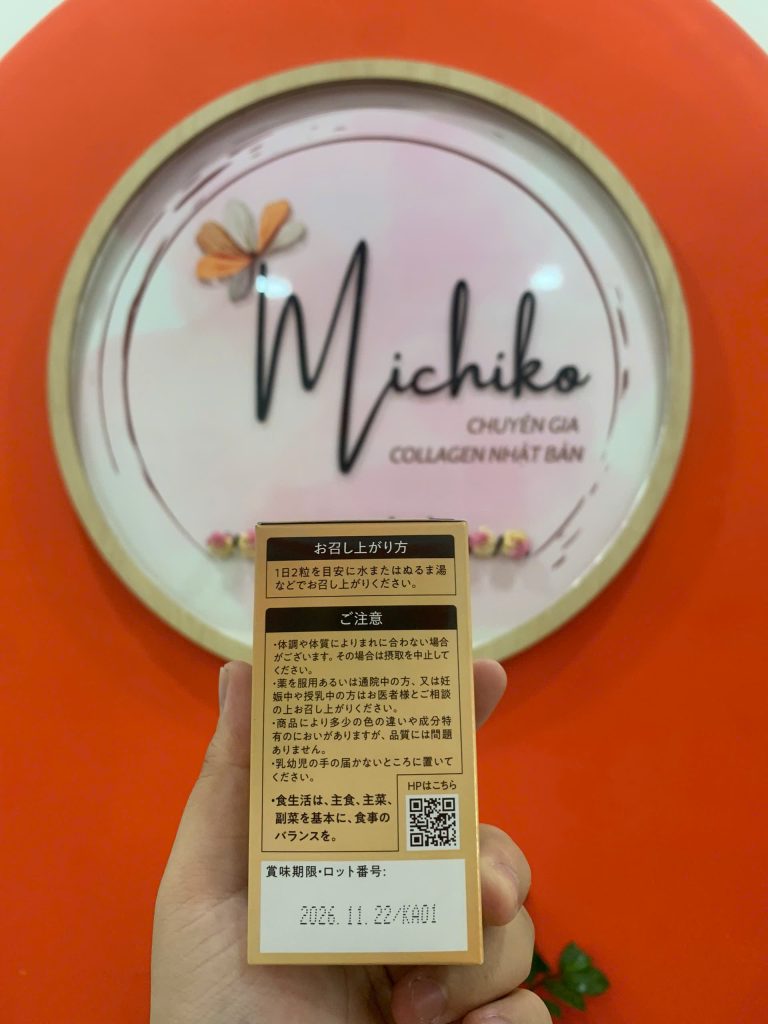 Michiko
CHUYÊN GIA
COLLAGEN NHẬT BẢN
お召し上がり方
1日2粒を目安に水またはぬるま湯
などでお召し上がりください。
ご注意
・体調や体質によりまれに合わない場合
がございます。その場合は摂取を中止して
ください。
・薬を服用あるいは通院中の方、又は妊
娠中や授乳中の方はお医者様とご相談
の上お召し上がりください。
・商品により多少の色の違いや成分特
有のにおいがありますが、品質には問題
ありません。
・乳幼児の手の届かないところに置いて
ください。
・食生活は、主食、主菜、
副菜を基本に、食事の
バランスを。
HPはこちら
賞味期限・ロット番号:
2026.11.22/KA01